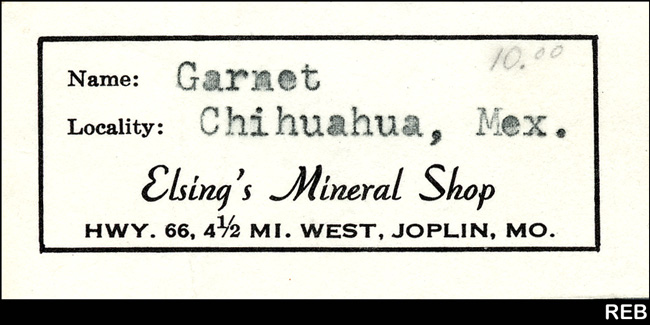 10.00
Name: Garnet
Locality: Chihuahua, Mex.
Elsing's Mineral Shop
HWY. 66, 4½ MI. WEST, JOPLIN, MO.
REB